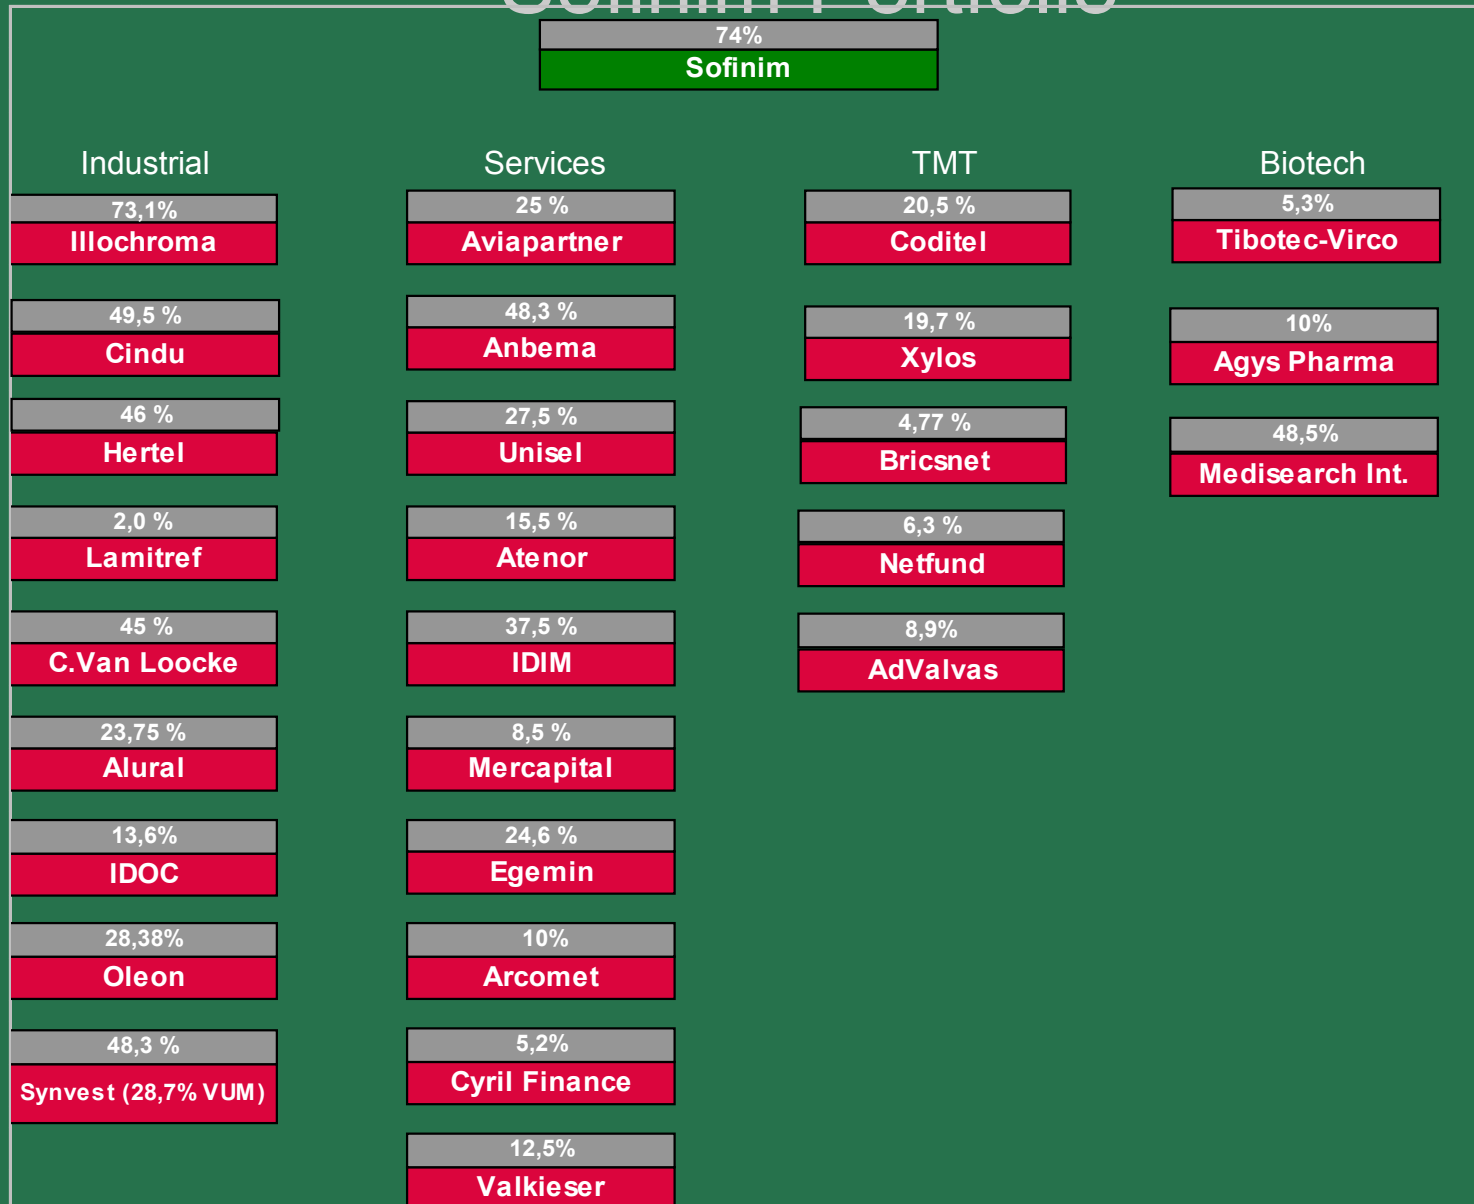 Sofinim Portfolio
74%
Sofinim
Industrial
73,1%
Illochroma
49,5 %
Cindu
46 %
Hertel
2,0 %
Lamitref
45 %
C.Van Loocke
23,75 %
Alural
13,6%
IDOC
28,38%
Oleon
48,3 %
Synvest (28,7% VUM)
Services
25 %
Aviapartner
48,3 %
Anbema
27,5 %
Unisel
15,5 %
Atenor
37,5 %
IDIM
8,5 %
Mercapital
24,6 %
Egemin
10%
Arcomet
5,2%
Cyril Finance
12,5%
Valkieser
TMT
20,5 %
Coditel
19,7 %
Xylos
4,77 %
Bricsnet
6,3 %
Netfund
8,9%
AdValvas
Biotech
5,3%
Tibotec-Virco
10%
Agys Pharma
48,5%
Medisearch Int.